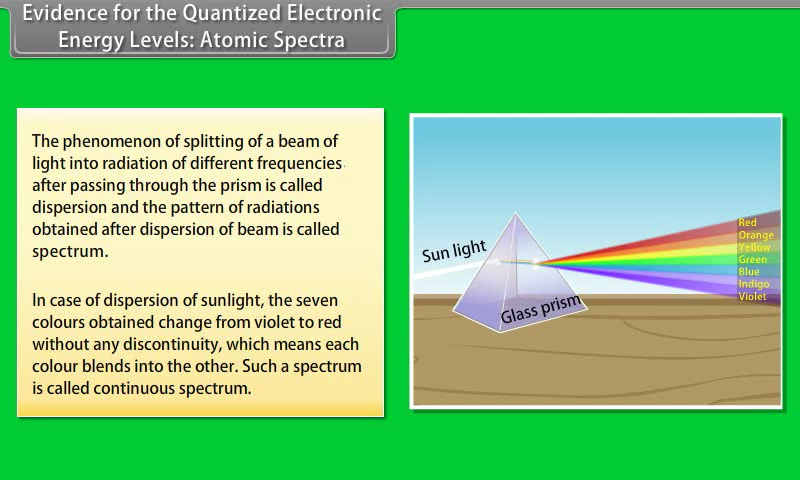 Evidence for the Quantized Electronic
Energy Levels: Atomic Spectra
The phenomenon of splitting of a beam of
light into radiation of different frequencies
after passing through the prism is called
dispersion and the pattern of radiations
obtained after dispersion of beam is called
spectrum.
In case of dispersion of sunlight, the seven
colours obtained change from violet to red
without any discontinuity, which means each
colour blends into the other. Such a spectrum
is called continuous spectrum.
Sun light
Glass prism
Red
Orange
Yellow
Green
Blue
Indigo
Violet